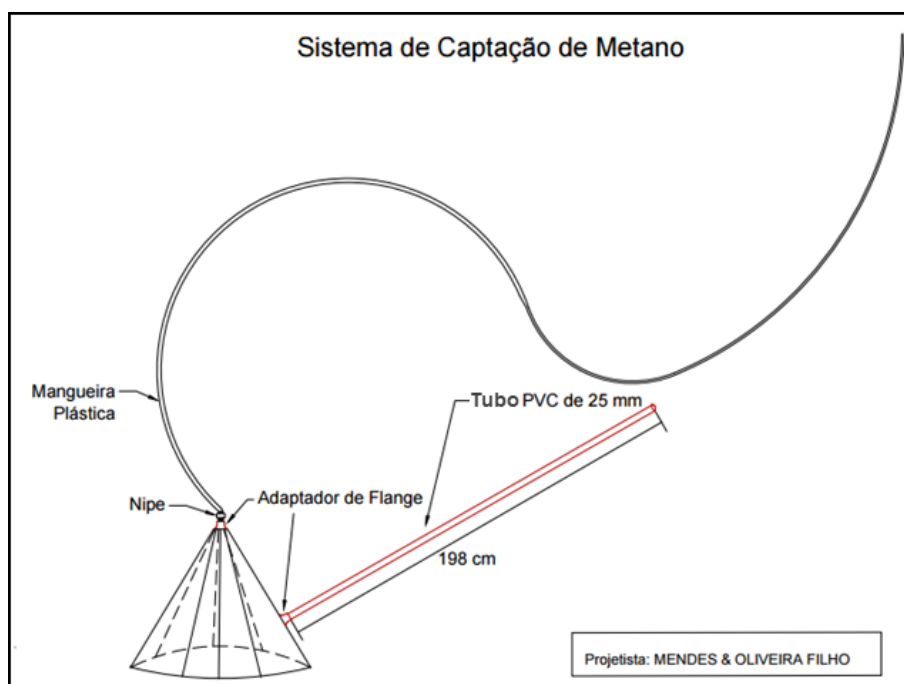 Sistema de Captação de Metano
Mangueira
Plástica
Tubo PVC de 25 mm
Nipe
Adaptador de Flange
198 cm
Projetista: MENDES & OLIVEIRA FILHO